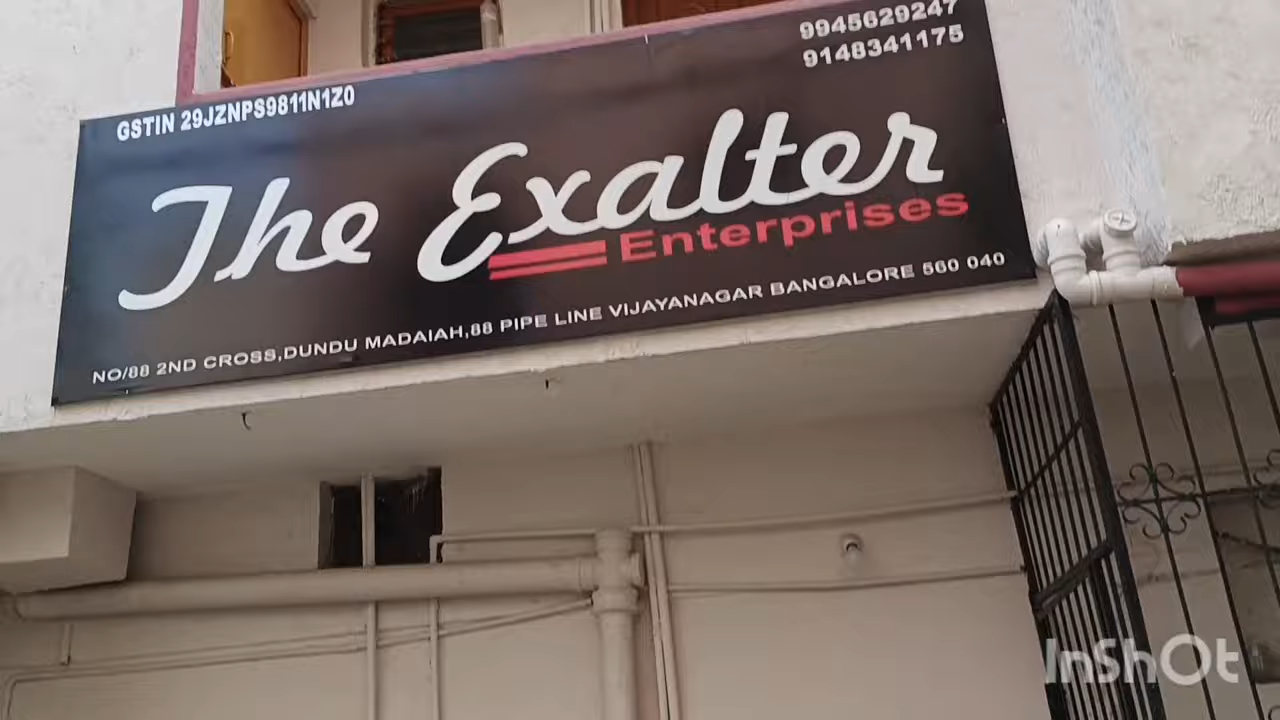 9945629247
9148341175
GSTIN 29JZNPS9811N1Z0
The Exalter
Enterprises
NO/88 2ND CROSS,DUNDU MADAIAH,88 PIPE LINE VIJAYANAGAR BANGALORE 560 040
InShOt